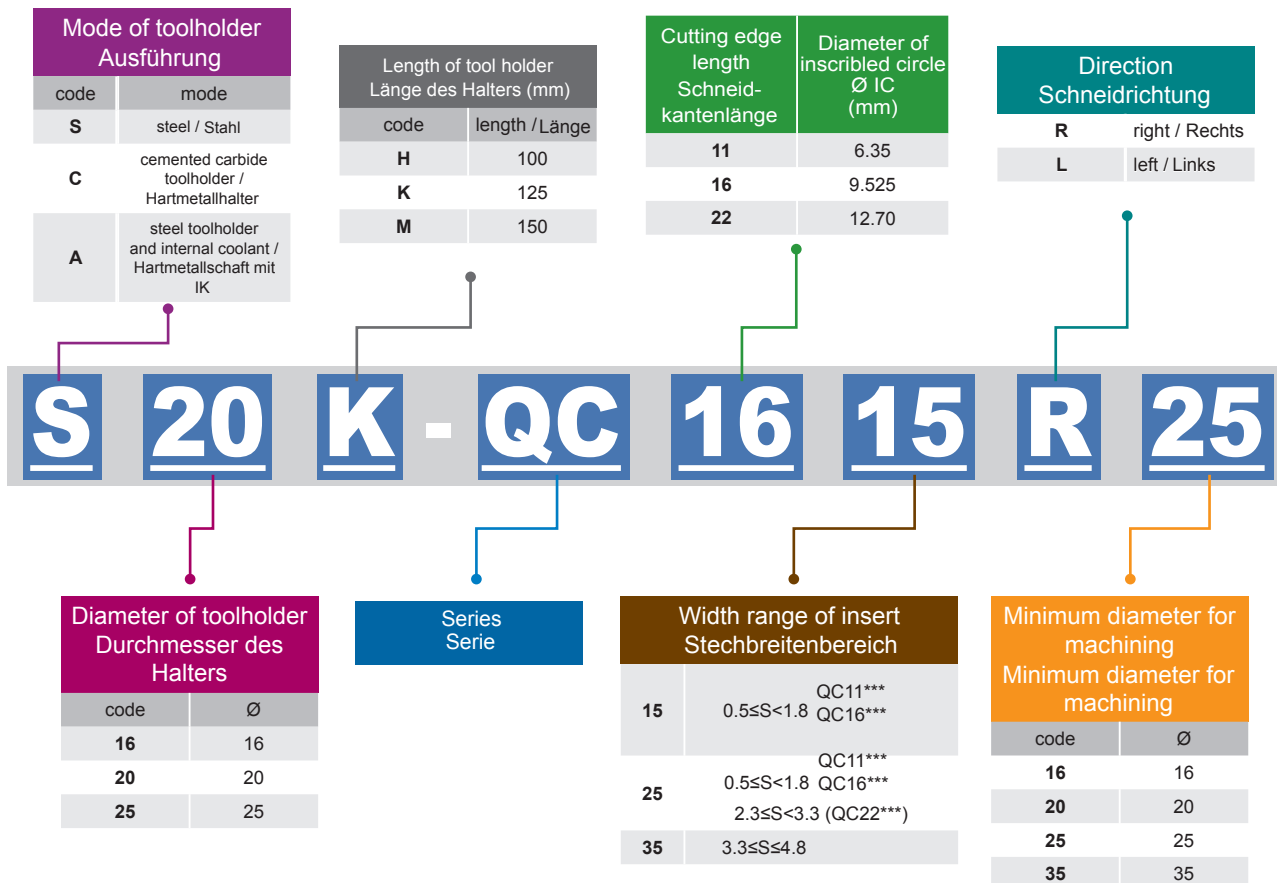 Mode of toolholder
Ausführung
code mode
S steel / Stahl
C cemented carbide
toolholder /
Hartmetallhalter
A steel toolholder
and internal coolant /
Hartmetallschaft mit
IK
Length of tool holder
Länge des Halters (mm)
code length / Länge
H 100
K 125
M 150
Cutting edge
length
Schneid-
kantenlänge
Diameter of
inscribled circle
Ø IC
(mm)
11 6.35
16 9.525
22 12.70
Direction
Schneidrichtung
R right / Rechts
L left / Links
S 20 K - QC 16 15 R 25
Diameter of toolholder
Durchmesser des
Halters
code Ø
16 16
20 20
25 25
Series
Serie
Width range of insert
Stechbreitenbereich
15 0.5≤S<1.8 QC11***
QC16***
25 0.5≤S<1.8 QC11***
QC16***
2.3≤S<3.3 (QC22***)
35 3.3≤S≤4.8
Minimum diameter for
machining
Minimum diameter for
machining
code Ø
16 16
20 20
25 25
35 35